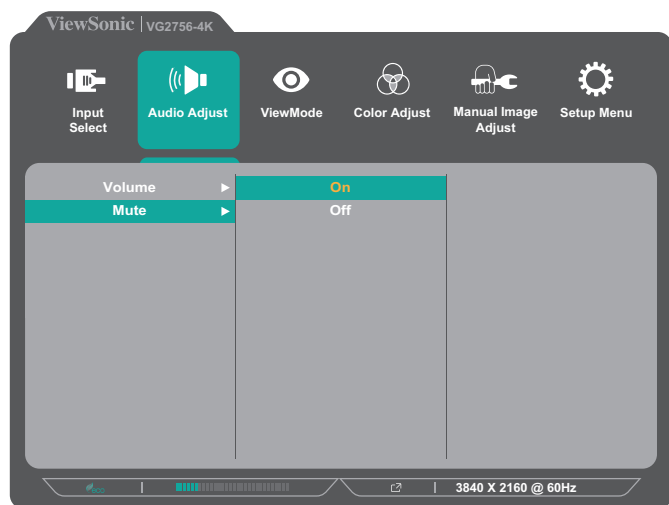 ViewSonic | VG2756-4K
Input Select
Audio Adjust
ViewMode
Color Adjust
Manual Image Adjust
Setup Menu
Volume
On
Mute
Off
eco
3840 X 2160 @ 60Hz